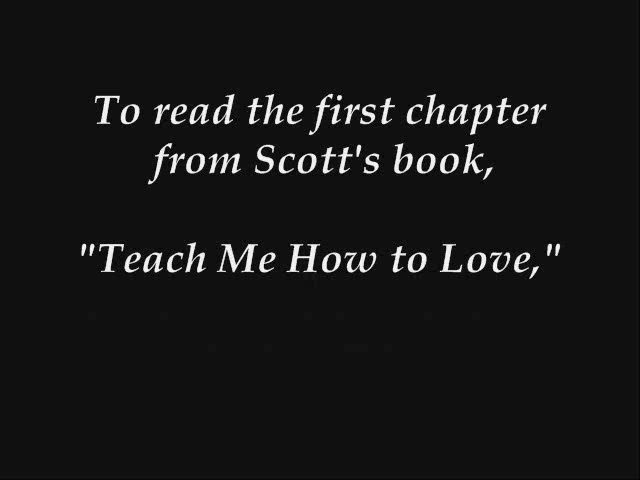 To read the first chapter
from Scott's book,
"Teach Me How to Love,"